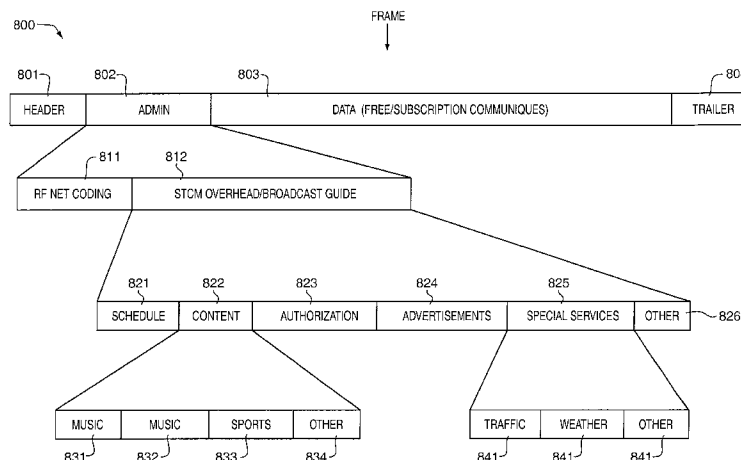 800
FRAME
801 802 803 80
HEADER ADMIN DATA (FREE/SUBSCRIPTION COMMUNIQUES) TRAILER
811 812
RF NET CODING STCM OVERHEAD/BROADCAST GUIDE
821 822 823 824 825
SCHEDULE CONTENT AUTHORIZATION ADVERTISEMENTS SPECIAL SERVICES OTHER 826
MUSIC MUSIC SPORTS OTHER TRAFFIC WEATHER OTHER
831 832 833 834 841 841 841